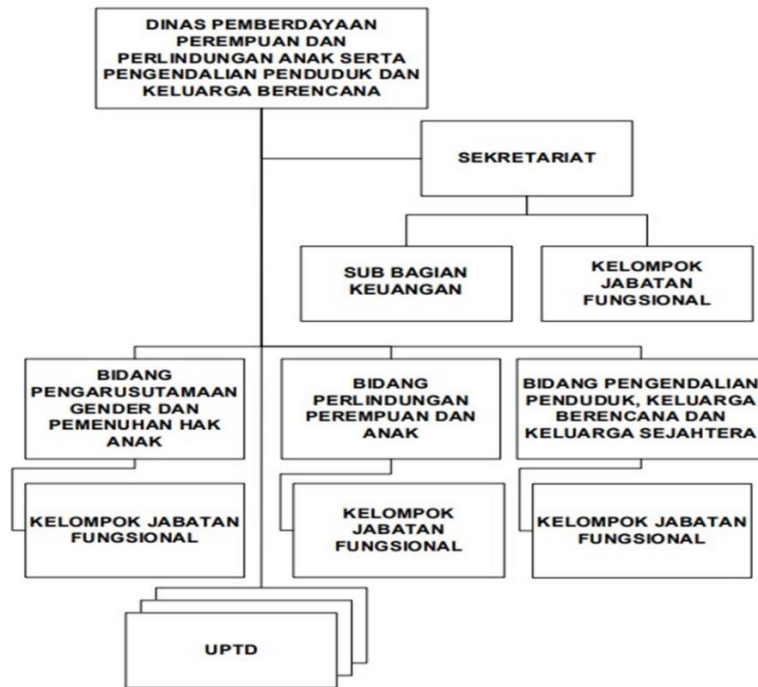 DINAS PEMBERDAYAAN
PEREMPUAN DAN
PERLINDUNGAN ANAK SERTA
PENGENDALIAN PENDUDUK DAN
KELUARGA BERENCANA
SEKRETARIAT
SUB BAGIAN
KEUANGAN
KELOMPOK
JABATAN
FUNGSIONAL
BIDANG
PENGARUSUTAMAAN
GENDER DAN
PEMENUHAN HAK
ANAK
BIDANG
PERLINDUNGAN
PEREMPUAN DAN
ANAK
BIDANG PENGENDALIAN
PENDUDUK, KELUARGA
BERENCANA DAN
KELUARGA SEJAHTERA
KELOMPOK JABATAN
FUNGSIONAL
KELOMPOK
JABATAN
FUNGSIONAL
KELOMPOK JABATAN
FUNGSIONAL
UPTD